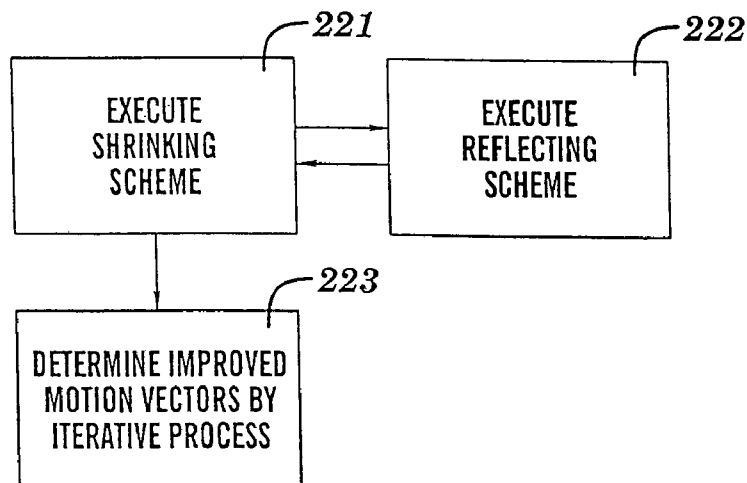 221
222
EXECUTE
SHRINKING
SCHEME
EXECUTE
REFLECTING
SCHEME
223
DETERMINE IMPROVED
MOTION VECTORS BY
ITERATIVE PROCESS